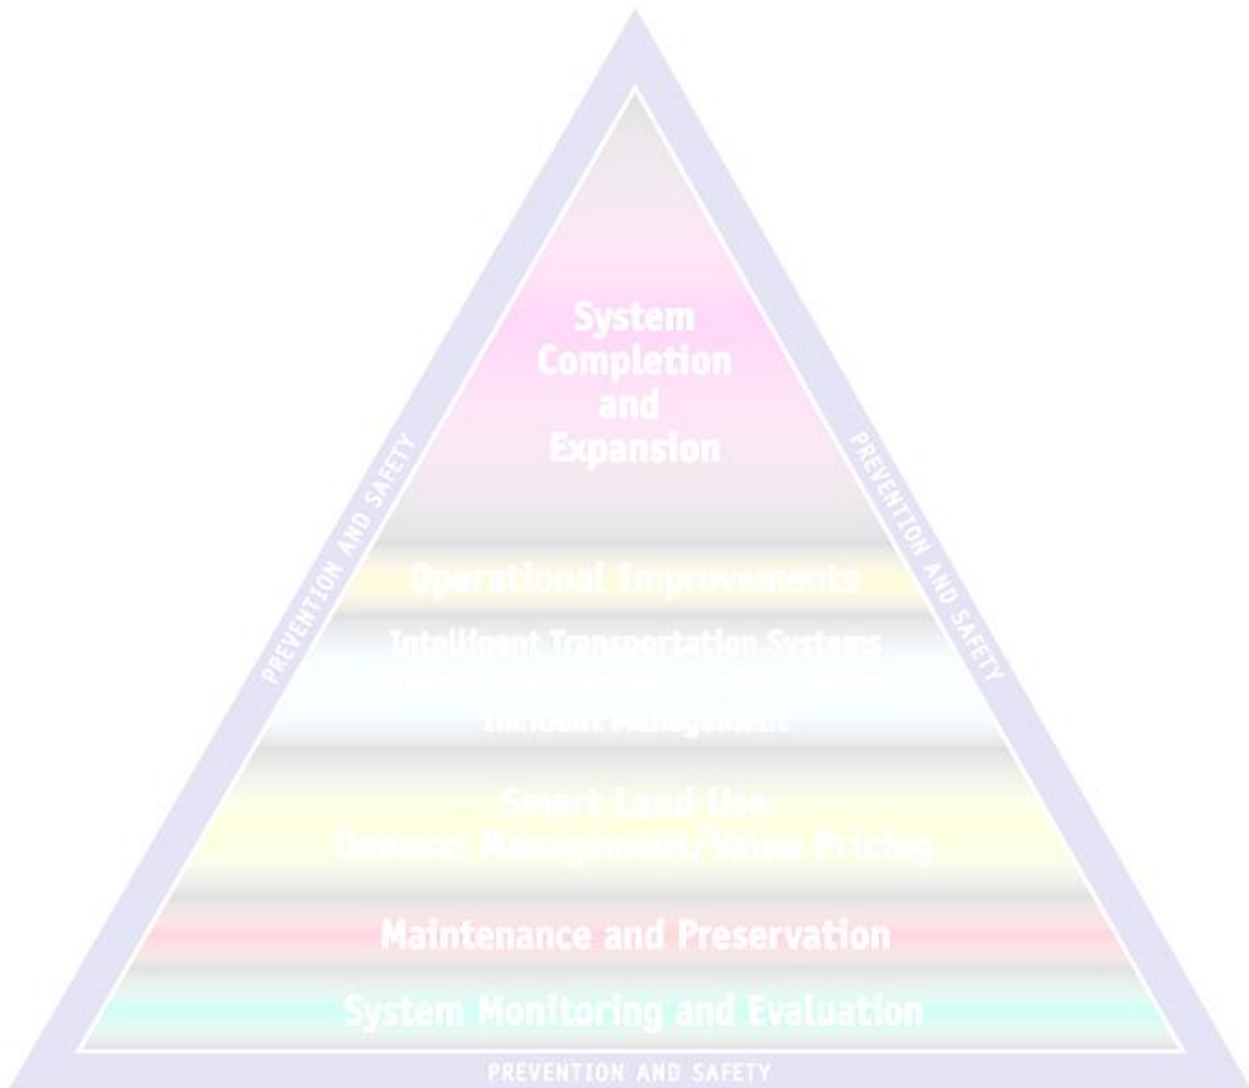 System
Completion
and
Expansion
PREVENTION AND SAFETY
PREVENTION AND SAFETY
Operational Improvements
Intelligent Transportation Systems
Incident Management
Smart Land Use
Demand Management/Value Pricing
Maintenance and Preservation
System Monitoring and Evaluation
PREVENTION AND SAFETY